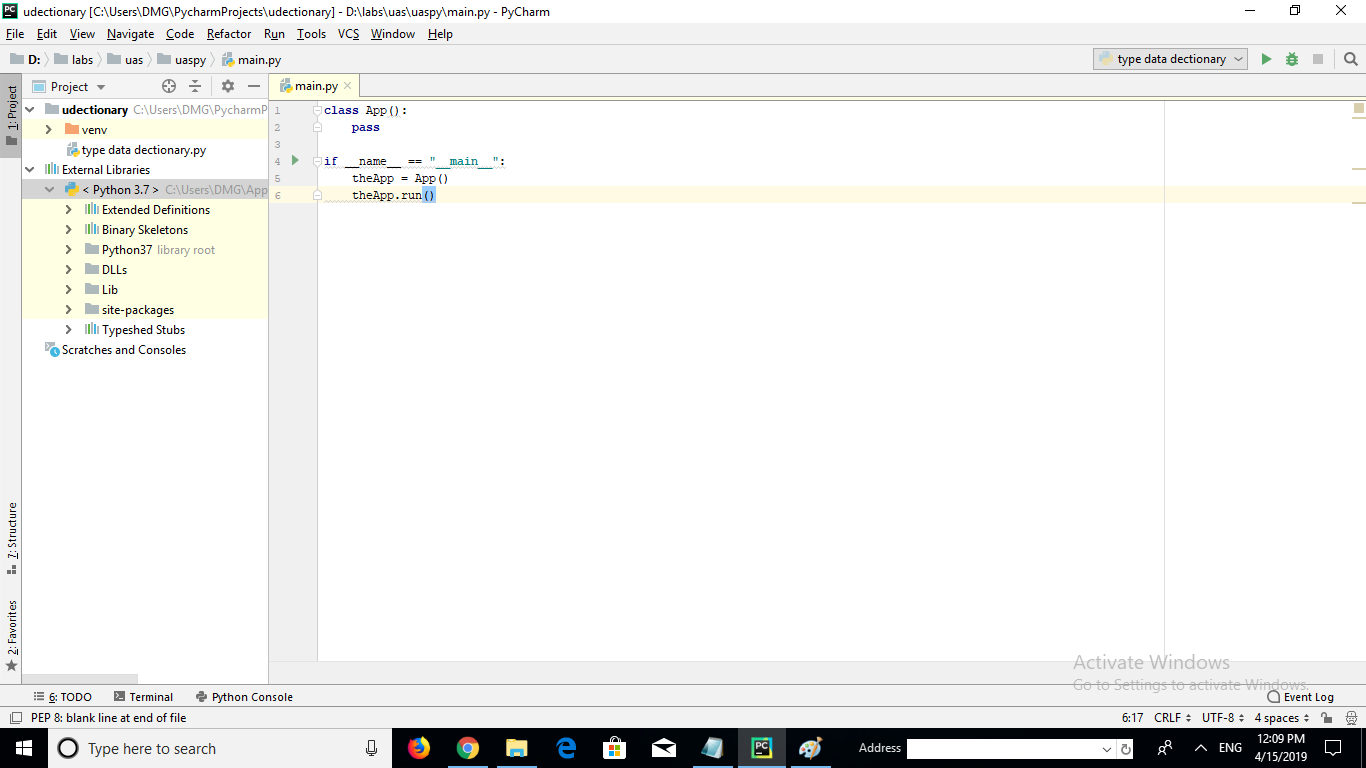 udectionary [C:\Users\DMG\PycharmProjects\udectionary] - D:\labs\uas\uaspy\main.py - PyCharm
File Edit View Navigate Code Refactor Run Tools VCS Window Help
D: labs uas uaspy main.py
type data dectionary
1: Project
7: Structure
2: Favorites
Project
udectionary C:\Users\DMG\PycharmP
venv
type data dectionary.py
External Libraries
< Python 3.7 > C:\Users\DMG\App
Extended Definitions
Binary Skeletons
Python37 library root
DLLs
Lib
site-packages
Typeshed Stubs
Scratches and Consoles
main.py
1 class App():
2 pass
3
4 if __name__ == "__main__":
5 theApp = App()
6 theApp.run()
Activate Windows
Go to Settings to activate Windows.
6: TODO Terminal Python Console Event Log
PEP 8: blank line at end of file 6:17 CRLF UTF-8 4 spaces
Type here to search Address ENG 12:09 PM
4/15/2019